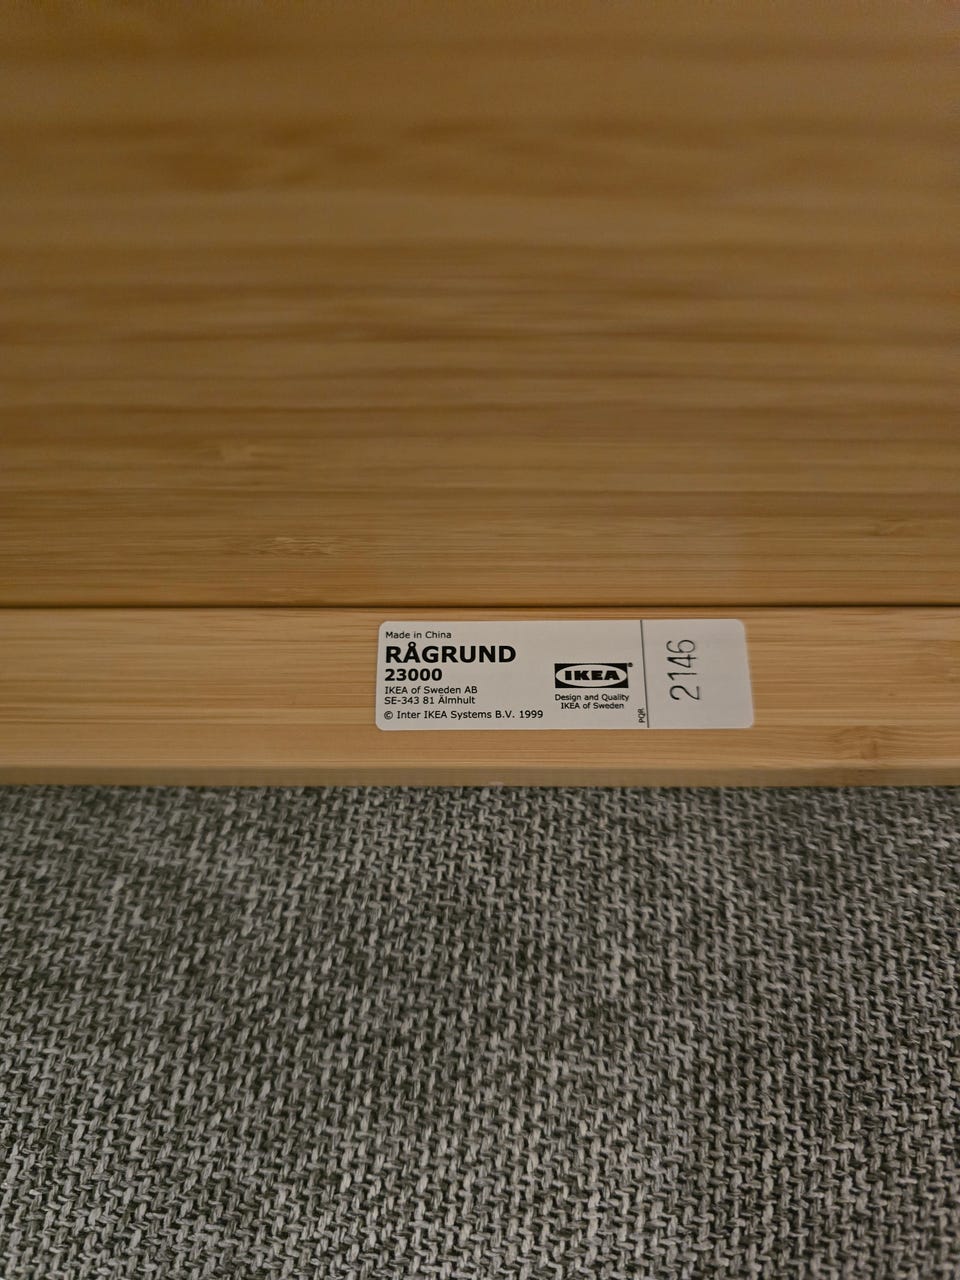 Made in China
RÅGRUND
23000
IKEA of Sweden AB
SE-343 81 Älmhult
© Inter IKEA Systems B.V. 1999
IKEA®
Design and Quality
IKEA of Sweden
PQR
2146